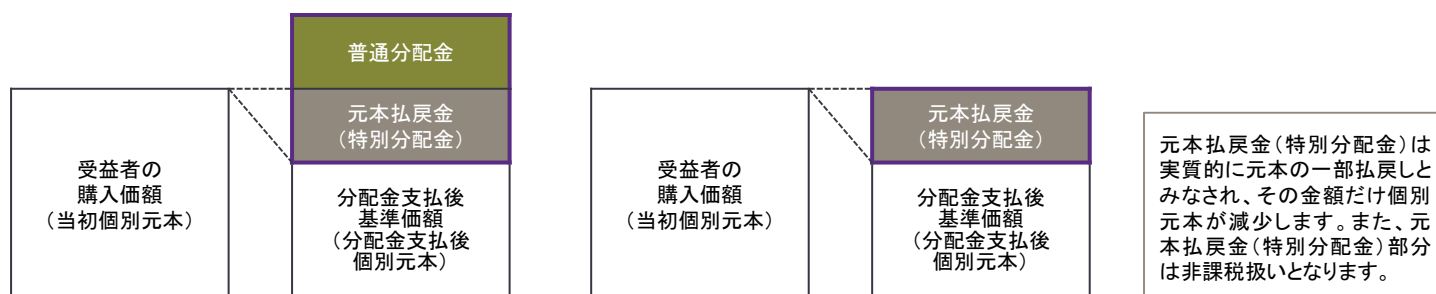 普通分配金
元本払戻金
（特別分配金）
受益者の
購入価額
（当初個別元本）
分配金支払後
基準価額
（分配金支払後
個別元本）
元本払戻金
（特別分配金）
受益者の
購入価額
（当初個別元本）
分配金支払後
基準価額
（分配金支払後
個別元本）
元本払戻金（特別分配金）は
実質的に元本の一部払戻しと
みなされ、その金額だけ個別
元本が減少します。また、元
本払戻金（特別分配金）部分
は非課税扱いとなります。